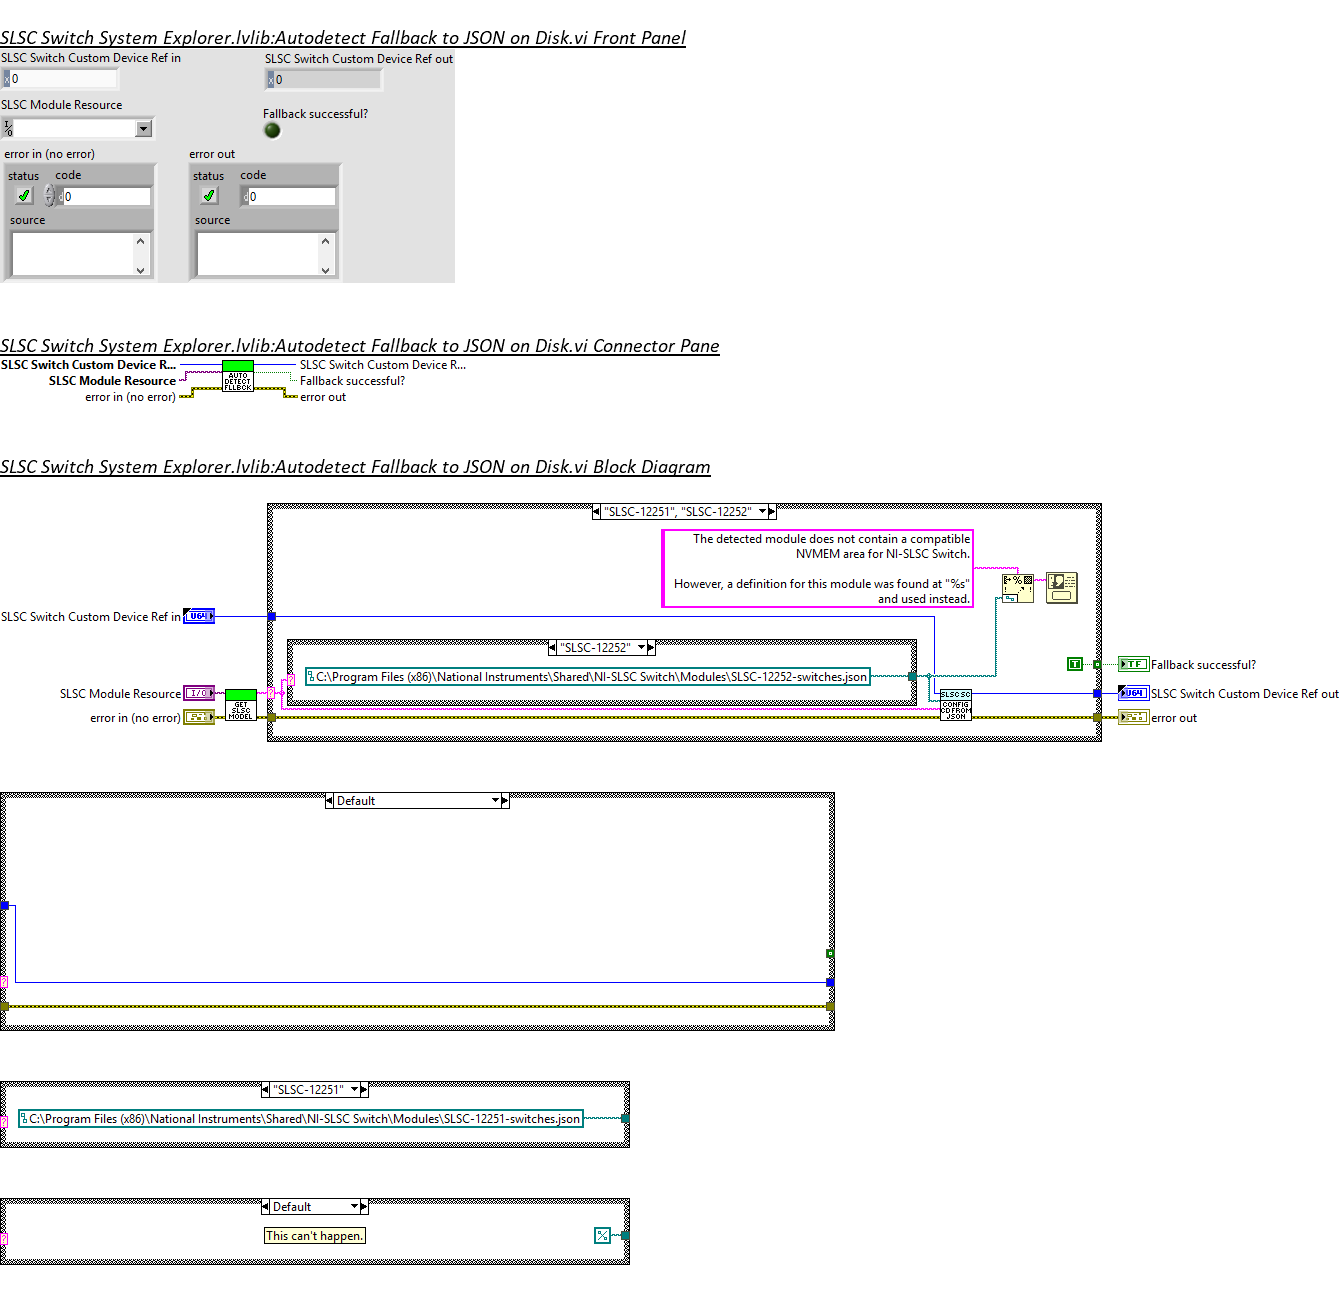 SLSC Switch System Explorer.lvlib:Autodetect Fallback to JSON on Disk.vi Front Panel
SLSC Switch Custom Device Ref in
SLSC Switch Custom Device Ref out
x 0
x 0
SLSC Module Resource
Fallback successful?
I/O
error in (no error)
error out
status code
status code
d 0
d 0
source
source
SLSC Switch System Explorer.lvlib:Autodetect Fallback to JSON on Disk.vi Connector Pane
SLSC Switch Custom Device R...
SLSC Switch Custom Device R...
SLSC Module Resource
AUTO
DETECT
FLLBCK
Fallback successful?
error in (no error)
error out
SLSC Switch System Explorer.lvlib:Autodetect Fallback to JSON on Disk.vi Block Diagram
"SLSC-12251", "SLSC-12252"
The detected module does not contain a compatible
NVMEM area for NI-SLSC Switch.
However, a definition for this module was found at "%s"
and used instead.
SLSC Switch Custom Device Ref in
U64
"SLSC-12252"
C:\Program Files (x86)\National Instruments\Shared\NI-SLSC Switch\Modules\SLSC-12252-switches.json
T
TF
Fallback successful?
SLSC Module Resource
I/O
GET
SLSC
MODEL
SLSC SC
CONFIG
CD FROM
JSON
U64
SLSC Switch Custom Device Ref out
error in (no error)
error out
Default
"SLSC-12251"
C:\Program Files (x86)\National Instruments\Shared\NI-SLSC Switch\Modules\SLSC-12251-switches.json
Default
This can't happen.